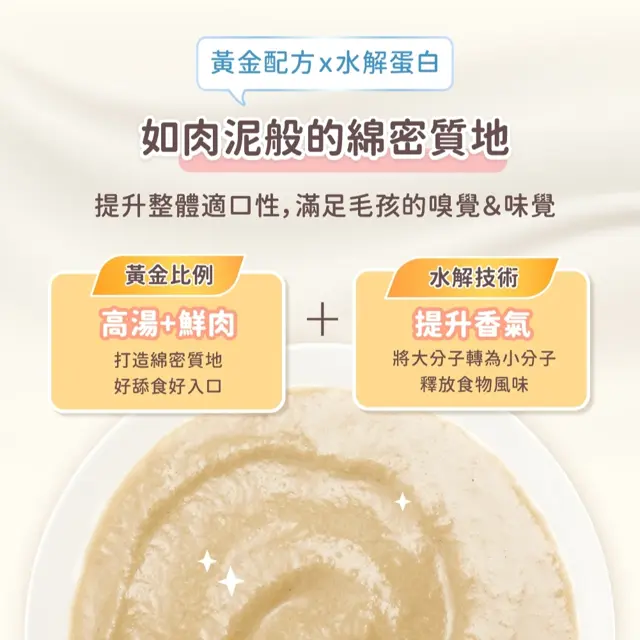 黃金配方x水解蛋白
如肉泥般的綿密質地
提升整體適口性,滿足毛孩的嗅覺&味覺
黃金比例
高湯+鮮肉
打造綿密質地
好舔食好入口
+
水解技術
提升香氣
將大分子轉為小分子
釋放食物風味